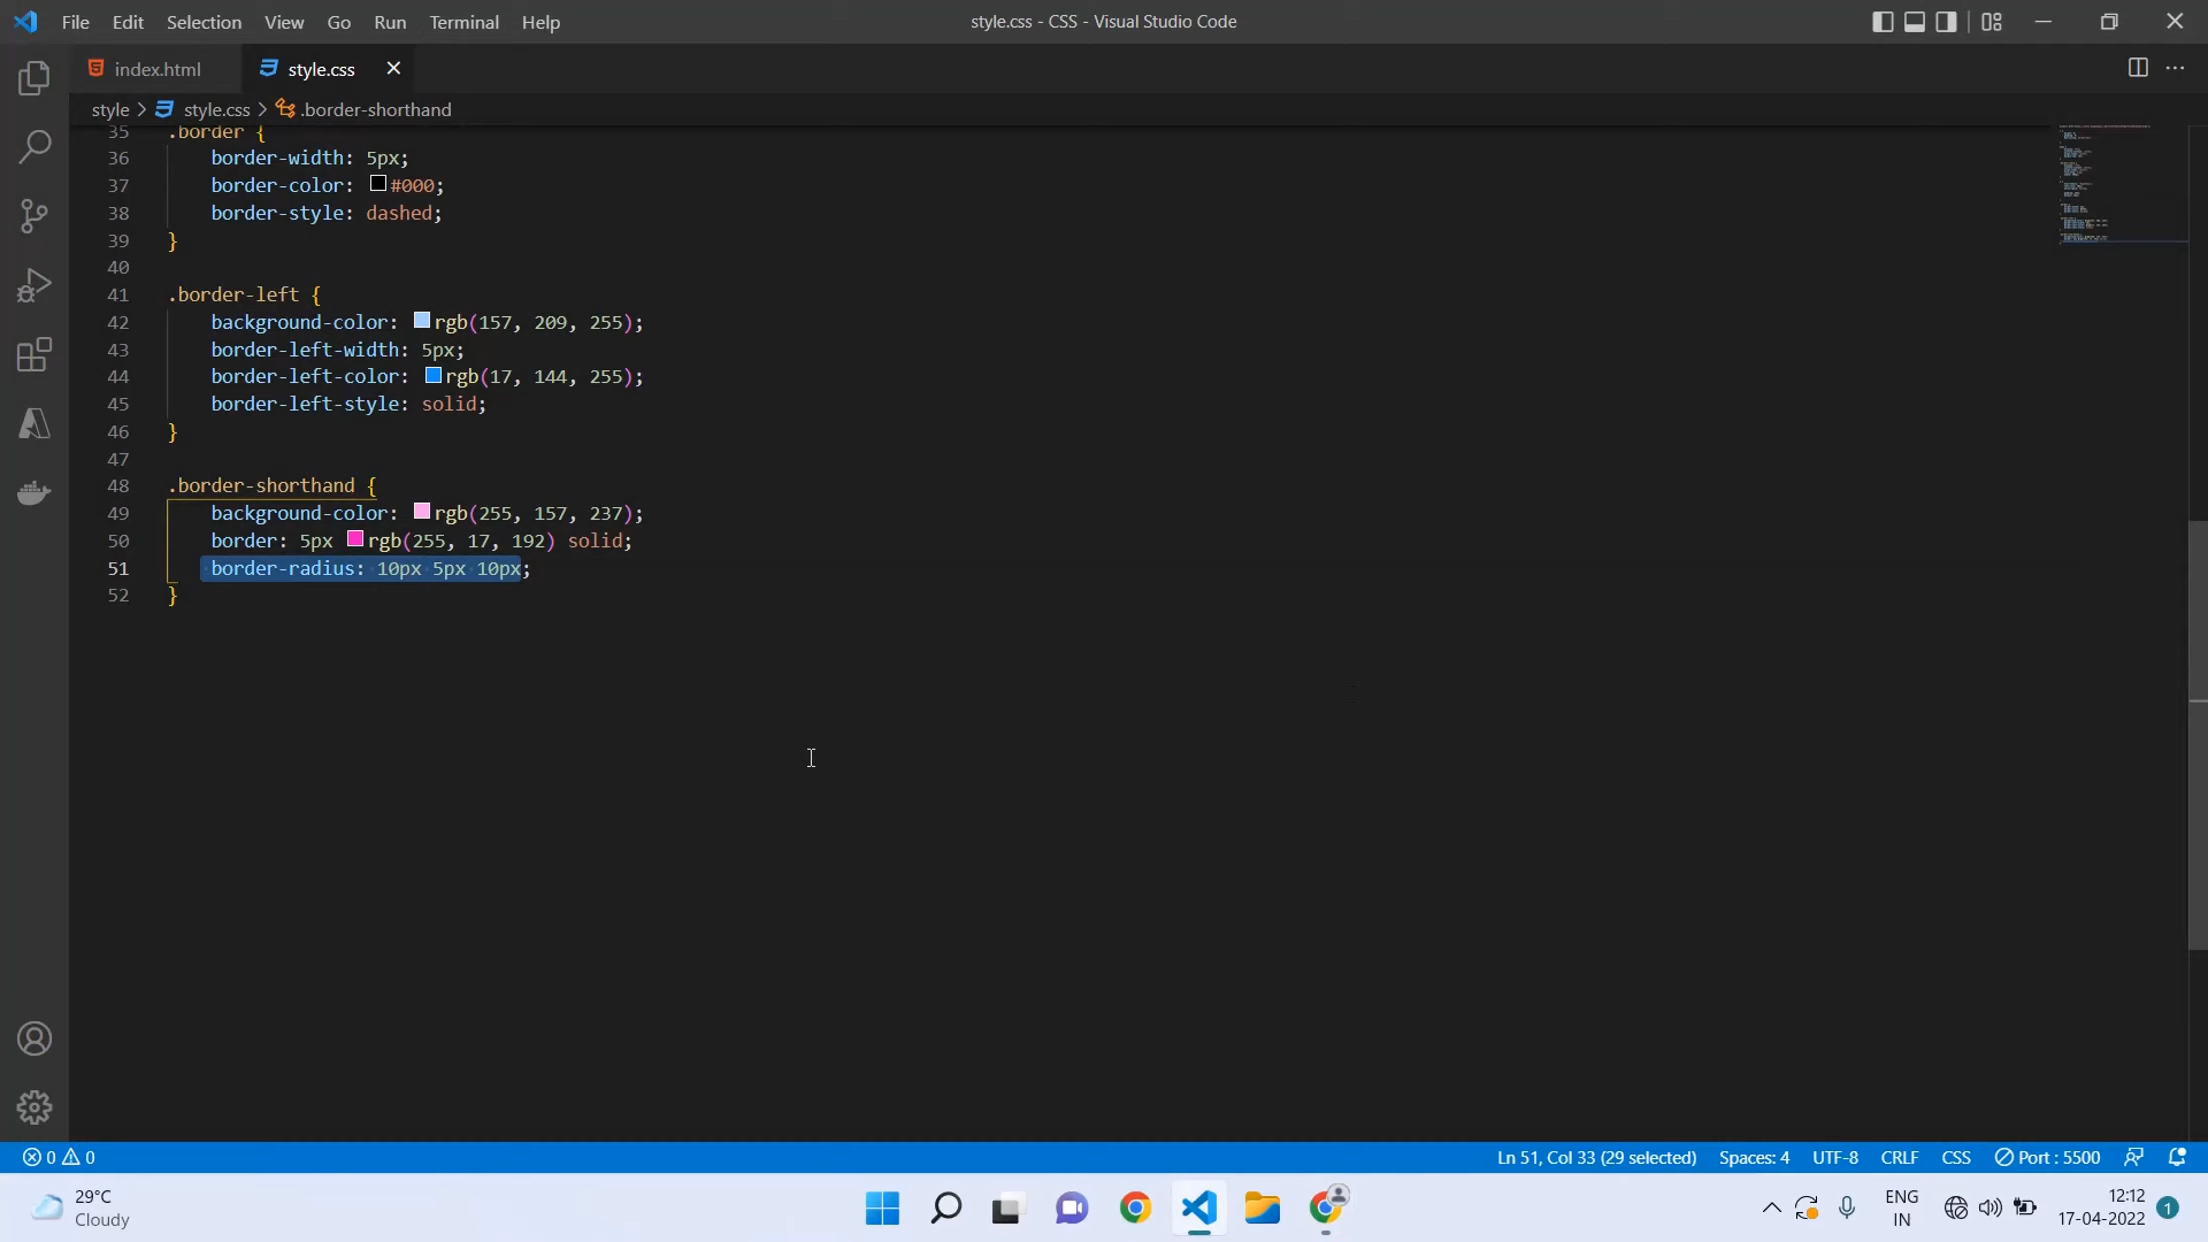 File Edit Selection View Go Run Terminal Help style.css - CSS - Visual Studio Code
index.html style.css
style > style.css > .border-shorthand
35 .border {
36 border-width: 5px;
37 border-color: #000;
38 border-style: dashed;
39 }
40
41 .border-left {
42 background-color: rgb(157, 209, 255);
43 border-left-width: 5px;
44 border-left-color: rgb(17, 144, 255);
45 border-left-style: solid;
46 }
47
48 .border-shorthand {
49 background-color: rgb(255, 157, 237);
50 border: 5px rgb(255, 17, 192) solid;
51 border-radius: 10px 5px 10px;
52 }
0 0 Ln 51, Col 33 (29 selected) Spaces: 4 UTF-8 CRLF CSS Port : 5500
29°C
Cloudy
ENG
IN
12:12
17-04-2022
1